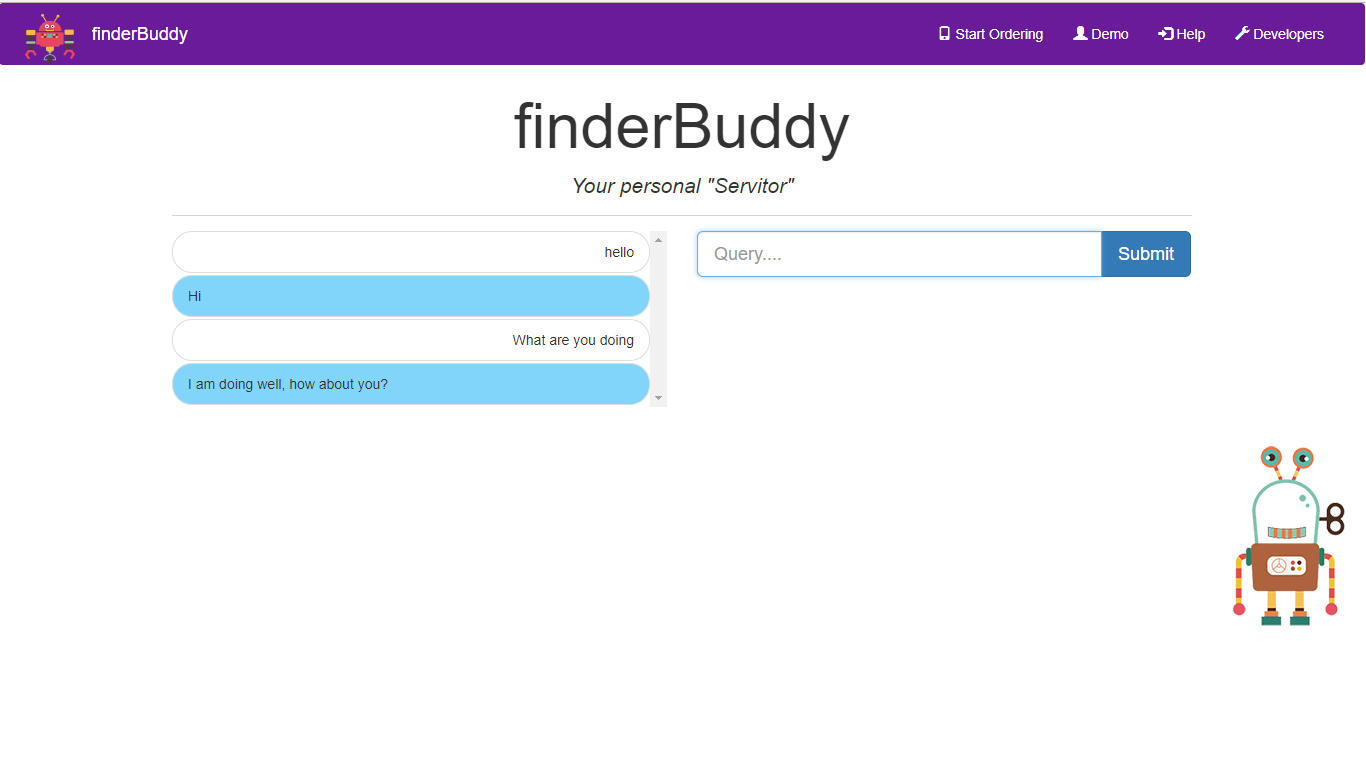 finderBuddy
Start Ordering
Demo
Help
Developers
finderBuddy
Your personal "Servitor"
hello
Hi
What are you doing
I am doing well, how about you?
Query....
Submit